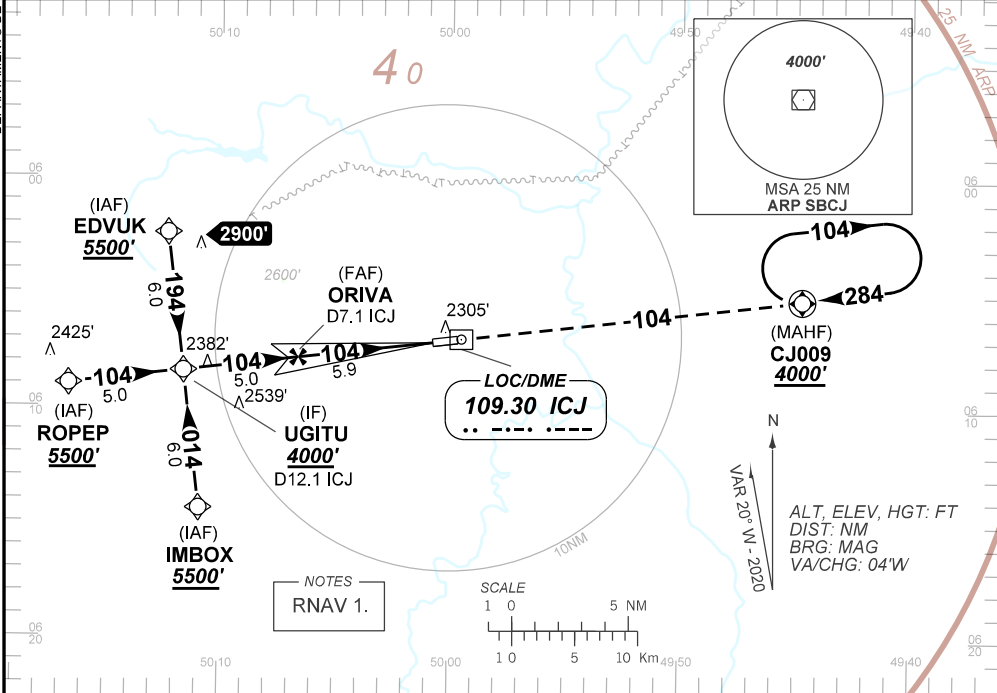 50 10
50 00
49 50
49 40
25 NM ARP
4 0
4000'
MSA 25 NM
ARP SBCJ
06 00
06 00
(IAF)
EDVUK
5500'
2900'
194
6.0
2600'
(FAF)
ORIVA
D7.1 ICJ
2305'
104
284
104
(MAHF)
CJ009
4000'
2425'
2382'
104
5.0
104
5.0
104
5.9
2539'
(IAF)
ROPEP
5500'
(IF)
UGITU
4000'
D12.1 ICJ
LOC/DME
109.30 ICJ
.. -.-. .---
06 10
06 10
014
6.0
(IAF)
IMBOX
5500'
10NM
N
VAR 20° W - 2020
ALT, ELEV, HGT: FT
DIST: NM
BRG: MAG
VA/CHG: 04'W
NOTES
RNAV 1.
SCALE
1 0 5 NM
1 0 5 10 Km
06 20
06 20
50 10
50 00
49 50
49 40